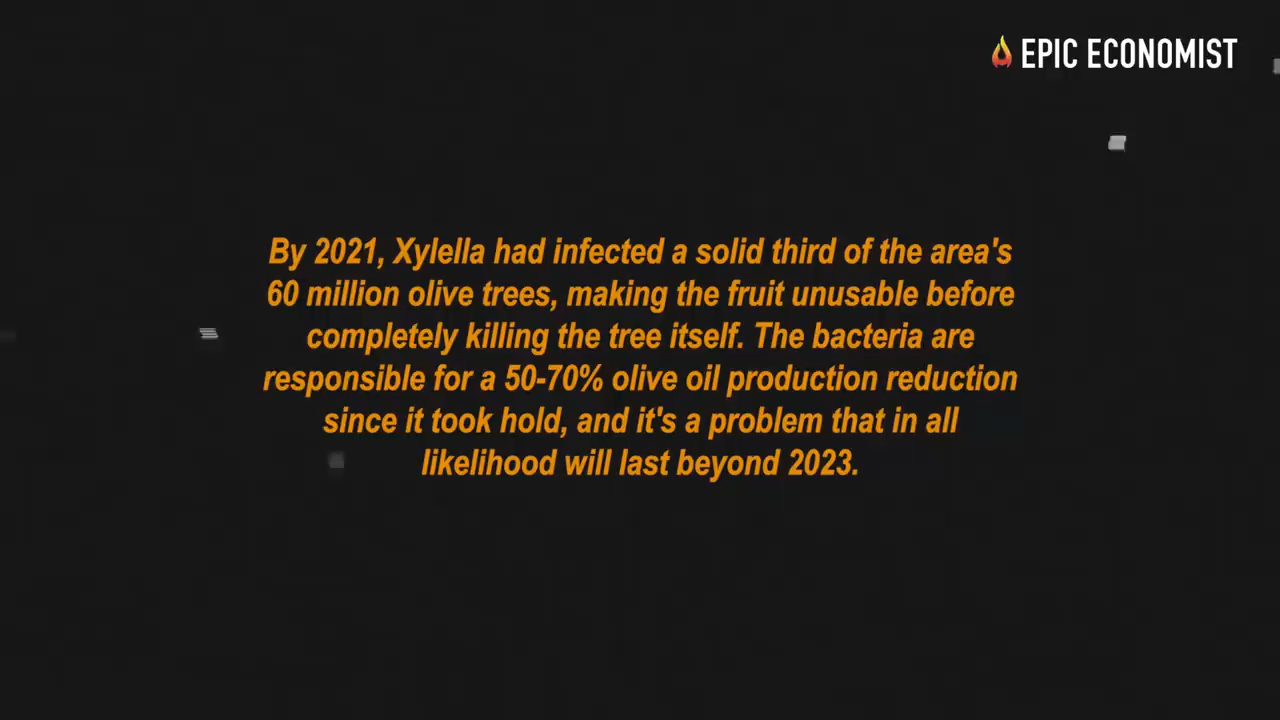 EPIC ECONOMIST
By 2021, Xylella had infected a solid third of the area's
60 million olive trees, making the fruit unusable before
completely killing the tree itself. The bacteria are
responsible for a 50-70% olive oil production reduction
since it took hold, and it's a problem that in all
likelihood will last beyond 2023.